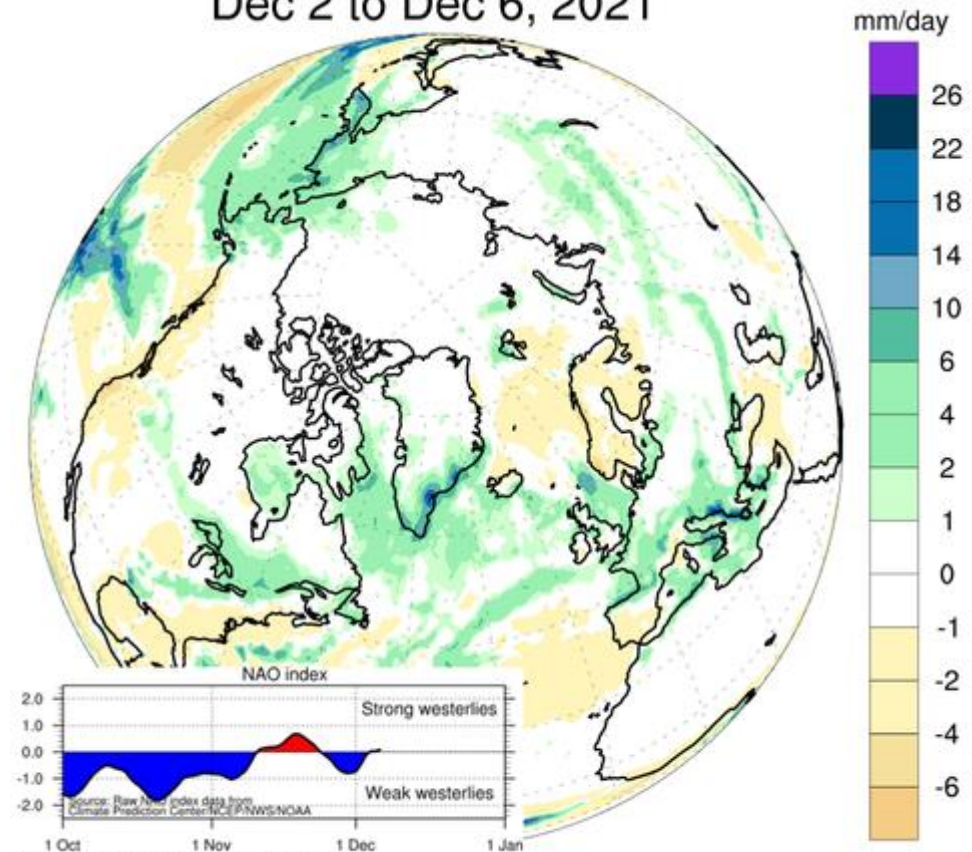 Dec 2 to Dec 6, 2021
mm/day
26
22
18
14
10
6
4
2
1
0
-1
-2
-4
-6
NAO index
2.0
1.0
0.0
-1.0
-2.0
Strong westerlies
Weak westerlies
Source: Raw NAO index data from
Climate Prediction Center/NCEP/NWS/NOAA
1 Oct
1 Nov
1 Dec
1 Jan